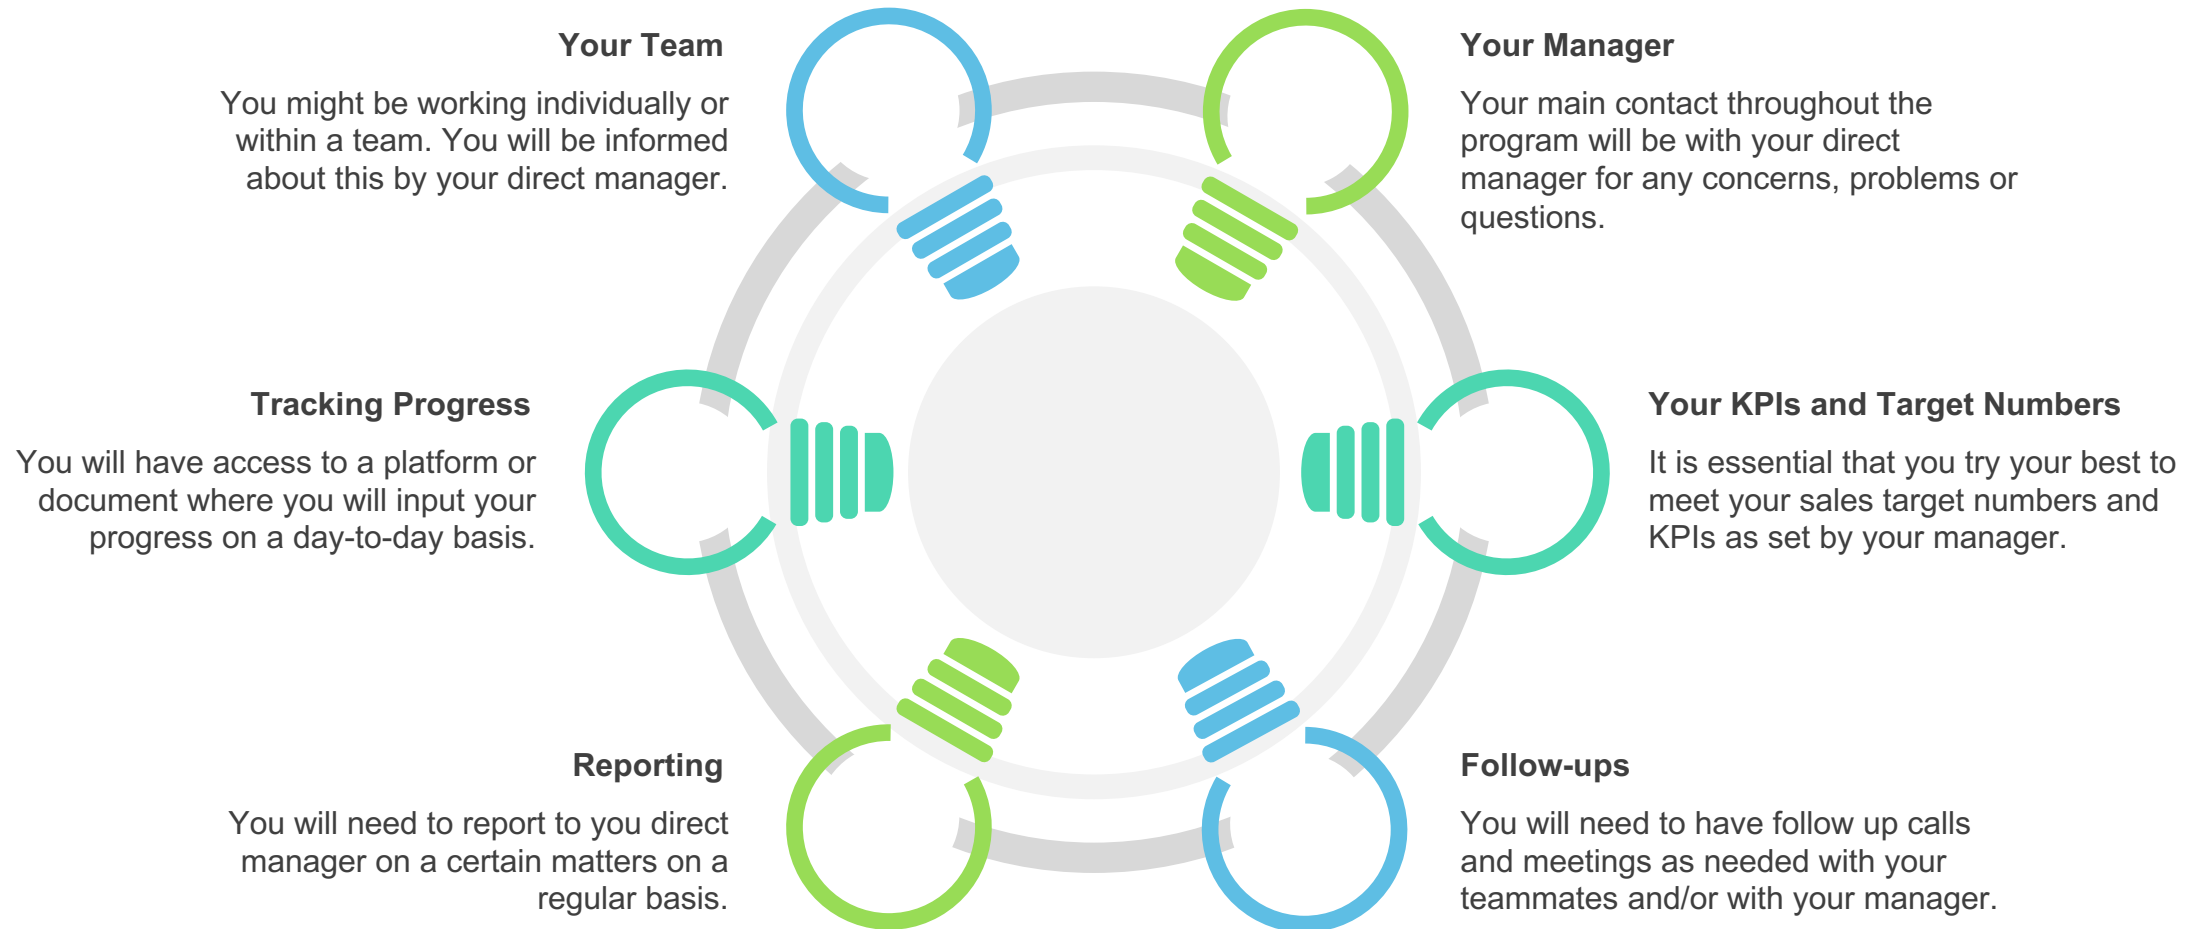 Your Team
You might be working individually or
within a team. You will be informed
about this by your direct manager.
Your Manager
Your main contact throughout the
program will be with your direct
manager for any concerns, problems or
questions.
Tracking Progress
You will have access to a platform or
document where you will input your
progress on a day-to-day basis.
Your KPIs and Target Numbers
It is essential that you try your best to
meet your sales target numbers and
KPIs as set by your manager.
Reporting
You will need to report to you direct
manager on a certain matters on a
regular basis.
Follow-ups
You will need to have follow up calls
and meetings as needed with your
teammates and/or with your manager.